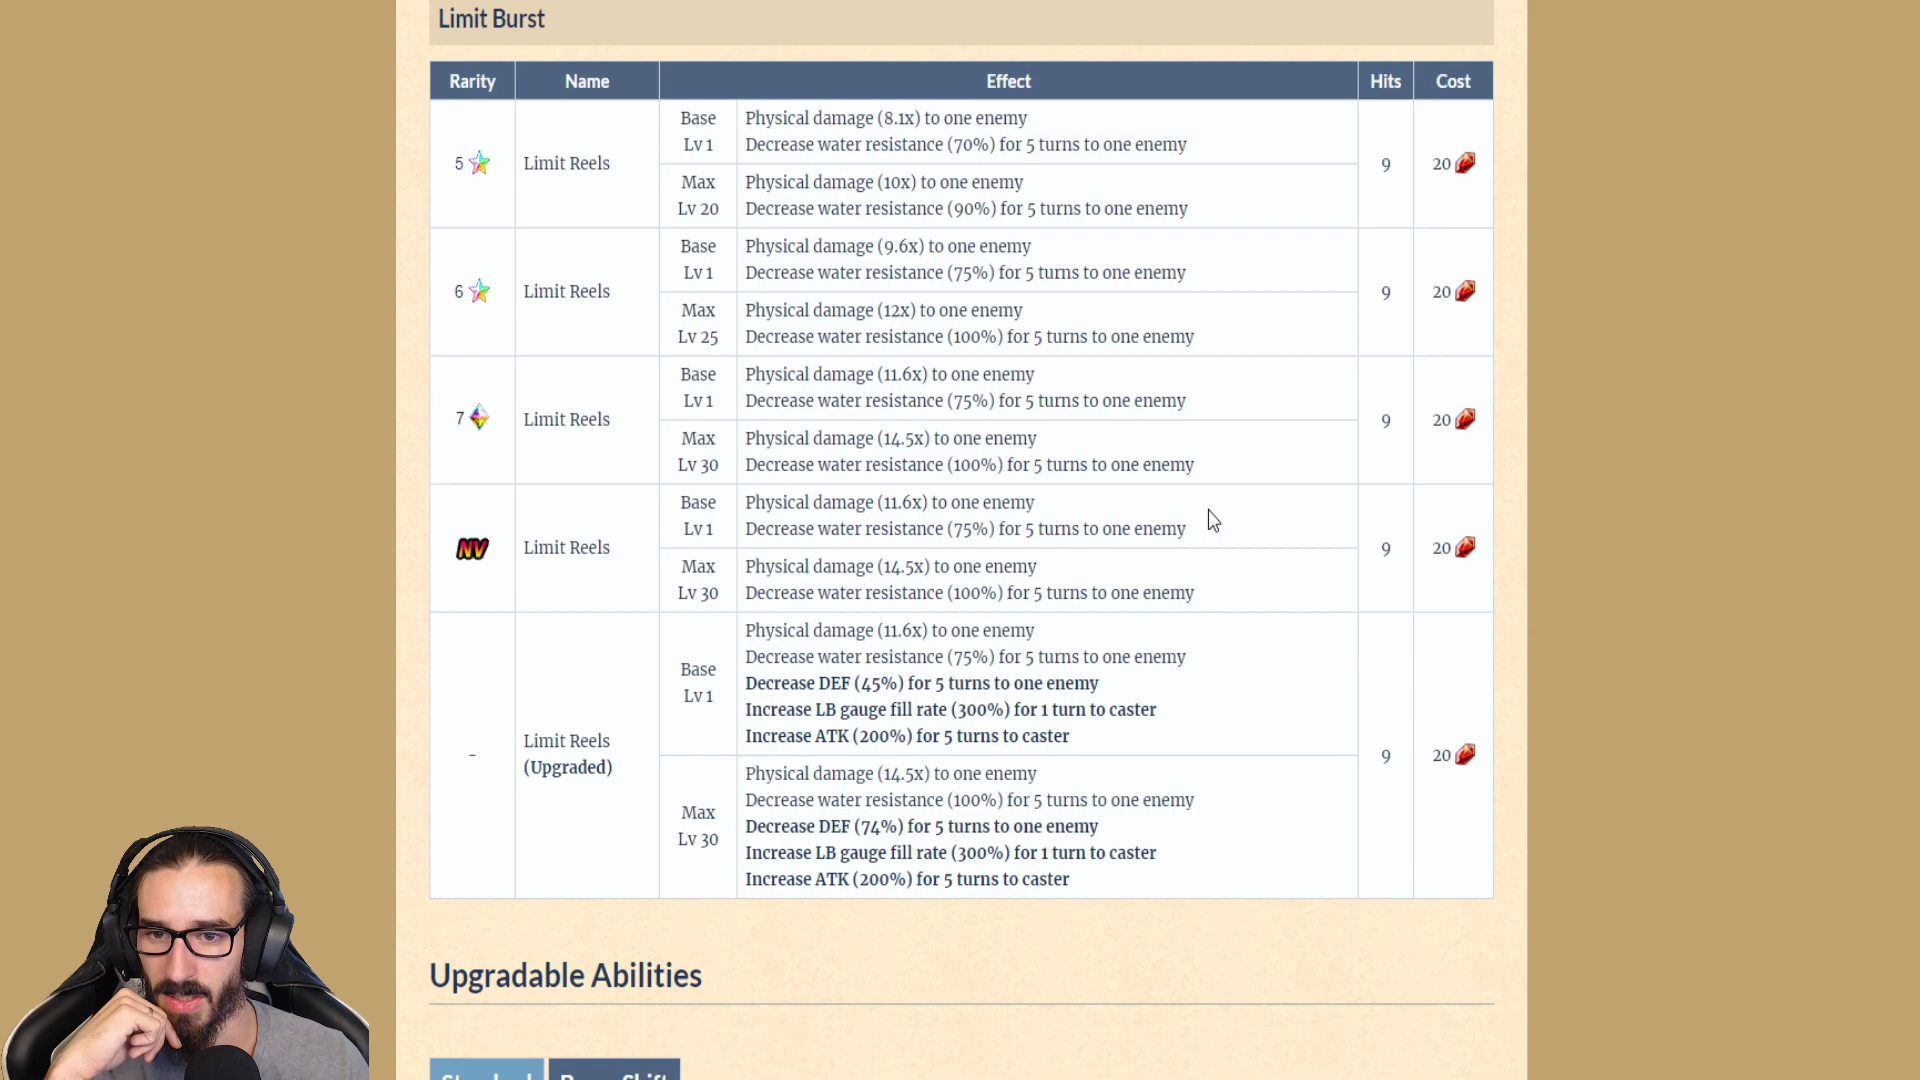 Limit Burst
Rarity Name Effect Hits Cost
Base Physical damage (8.1x) to one enemy
Lv 1 Decrease water resistance (70%) for 5 turns to one enemy
5 Limit Reels 9 20
Max Physical damage (10x) to one enemy
Lv 20 Decrease water resistance (90%) for 5 turns to one enemy
Base Physical damage (9.6x) to one enemy
Lv 1 Decrease water resistance (75%) for 5 turns to one enemy
6 Limit Reels 9 20
Max Physical damage (12x) to one enemy
Lv 25 Decrease water resistance (100%) for 5 turns to one enemy
Base Physical damage (11.6x) to one enemy
Lv 1 Decrease water resistance (75%) for 5 turns to one enemy
7 Limit Reels 9 20
Max Physical damage (14.5x) to one enemy
Lv 30 Decrease water resistance (100%) for 5 turns to one enemy
Base Physical damage (11.6x) to one enemy
Lv 1 Decrease water resistance (75%) for 5 turns to one enemy
NV Limit Reels 9 20
Max Physical damage (14.5x) to one enemy
Lv 30 Decrease water resistance (100%) for 5 turns to one enemy
Physical damage (11.6x) to one enemy
Base Decrease water resistance (75%) for 5 turns to one enemy
Lv 1 Decrease DEF (45%) for 5 turns to one enemy
Increase LB gauge fill rate (300%) for 1 turn to caster
Increase ATK (200%) for 5 turns to caster
- Limit Reels 9 20
(Upgraded)
Physical damage (14.5x) to one enemy
Decrease water resistance (100%) for 5 turns to one enemy
Max Decrease DEF (74%) for 5 turns to one enemy
Lv 30 Increase LB gauge fill rate (300%) for 1 turn to caster
Increase ATK (200%) for 5 turns to caster
Upgradable Abilities